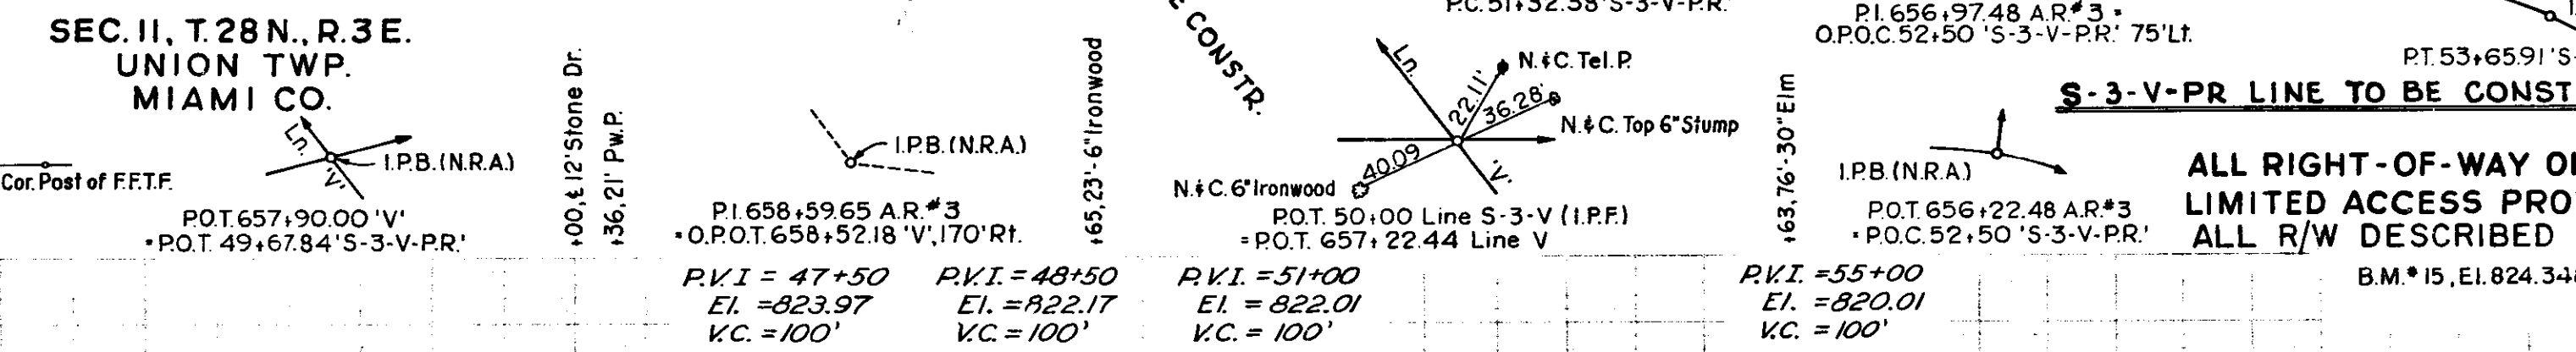 SEC. 11, T. 28 N., R. 3 E.
UNION TWP.
MIAMI CO.
Ln.
'V'
I.P.B. (N.R.A.)
Cor. Post of F.F.T.F.
P.O.T. 657+90.00 'V'
= P.O.T. 49+67.84 'S-3-V-P.R.'
+00, ℄ 12' Stone Dr.
+36, 21' Pw. P.
I.P.B. (N.R.A.)
P.I. 658+59.65 A.R. #3
= O.P.O.T. 658+52.18 'V', 170' Rt.
+65, 23'-6" Ironwood
CONSTR.
P.C. 51+32.38 'S-3-V-P.R.'
Ln.
'V'
22.11'
36.28'
40.09
N. & C. Tel. P.
N. & C. Top 6" Stump
N. & C. 6" Ironwood
P.O.T. 50+00 Line S-3-V (I.P.F.)
= P.O.T. 657+22.44 Line V
+63, 76'-30" Elm
P.I. 656+97.48 A.R. #3 =
O.P.O.C. 52+50 'S-3-V-P.R.' 75' Lt.
P.T. 53+65.91 'S-
S-3-V-PR LINE TO BE CONST
I.P.B. (N.R.A.)
P.O.T. 656+22.48 A.R. #3
= P.O.C. 52+50 'S-3-V-P.R.'
ALL RIGHT-OF-WAY
LIMITED ACCESS PRO
ALL R/W DESCRIBED
B.M. # 15, El. 824.34
P.V.I = 47+50
El. = 823.97
V.C. = 100'
P.V.I. = 48+50
El. = 822.17
V.C. = 100'
P.V.I. = 51+00
El. = 822.01
V.C. = 100'
P.V.I. = 55+00
El. = 820.01
V.C. = 100'